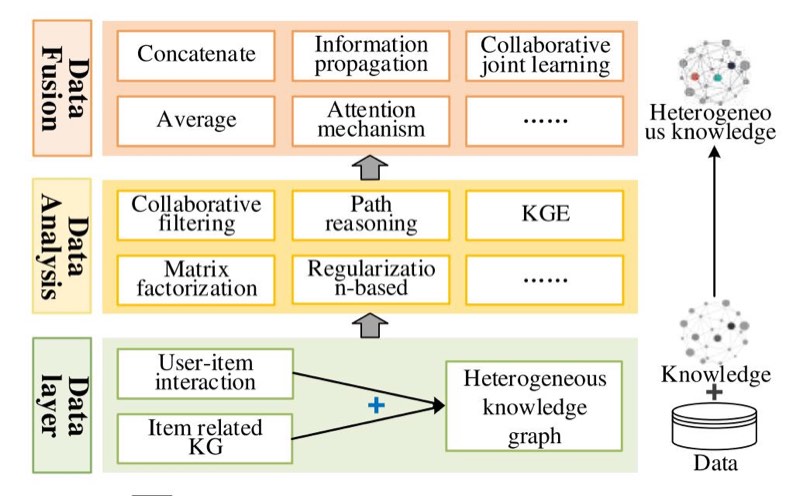 Data
Fusion
Concatenate
Information
propagation
Collaborative
joint learning
Average
Attention
mechanism
......
Heterogeneo
us knowledge
Data
Analysis
Collaborative
filtering
Path
reasoning
KGE
Matrix
factorization
Regularizatio
n-based
......
Data
layer
User-item
interaction
Item related
KG
+
Heterogeneous
knowledge
graph
Knowledge
+
Data